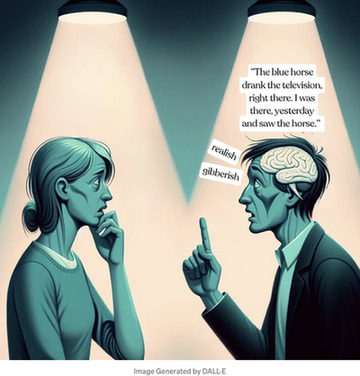 "The blue horse
drank the television,
right there. I was
there, yesterday
and saw the horse."
realish
gibberish
Image Generated by DALL·E